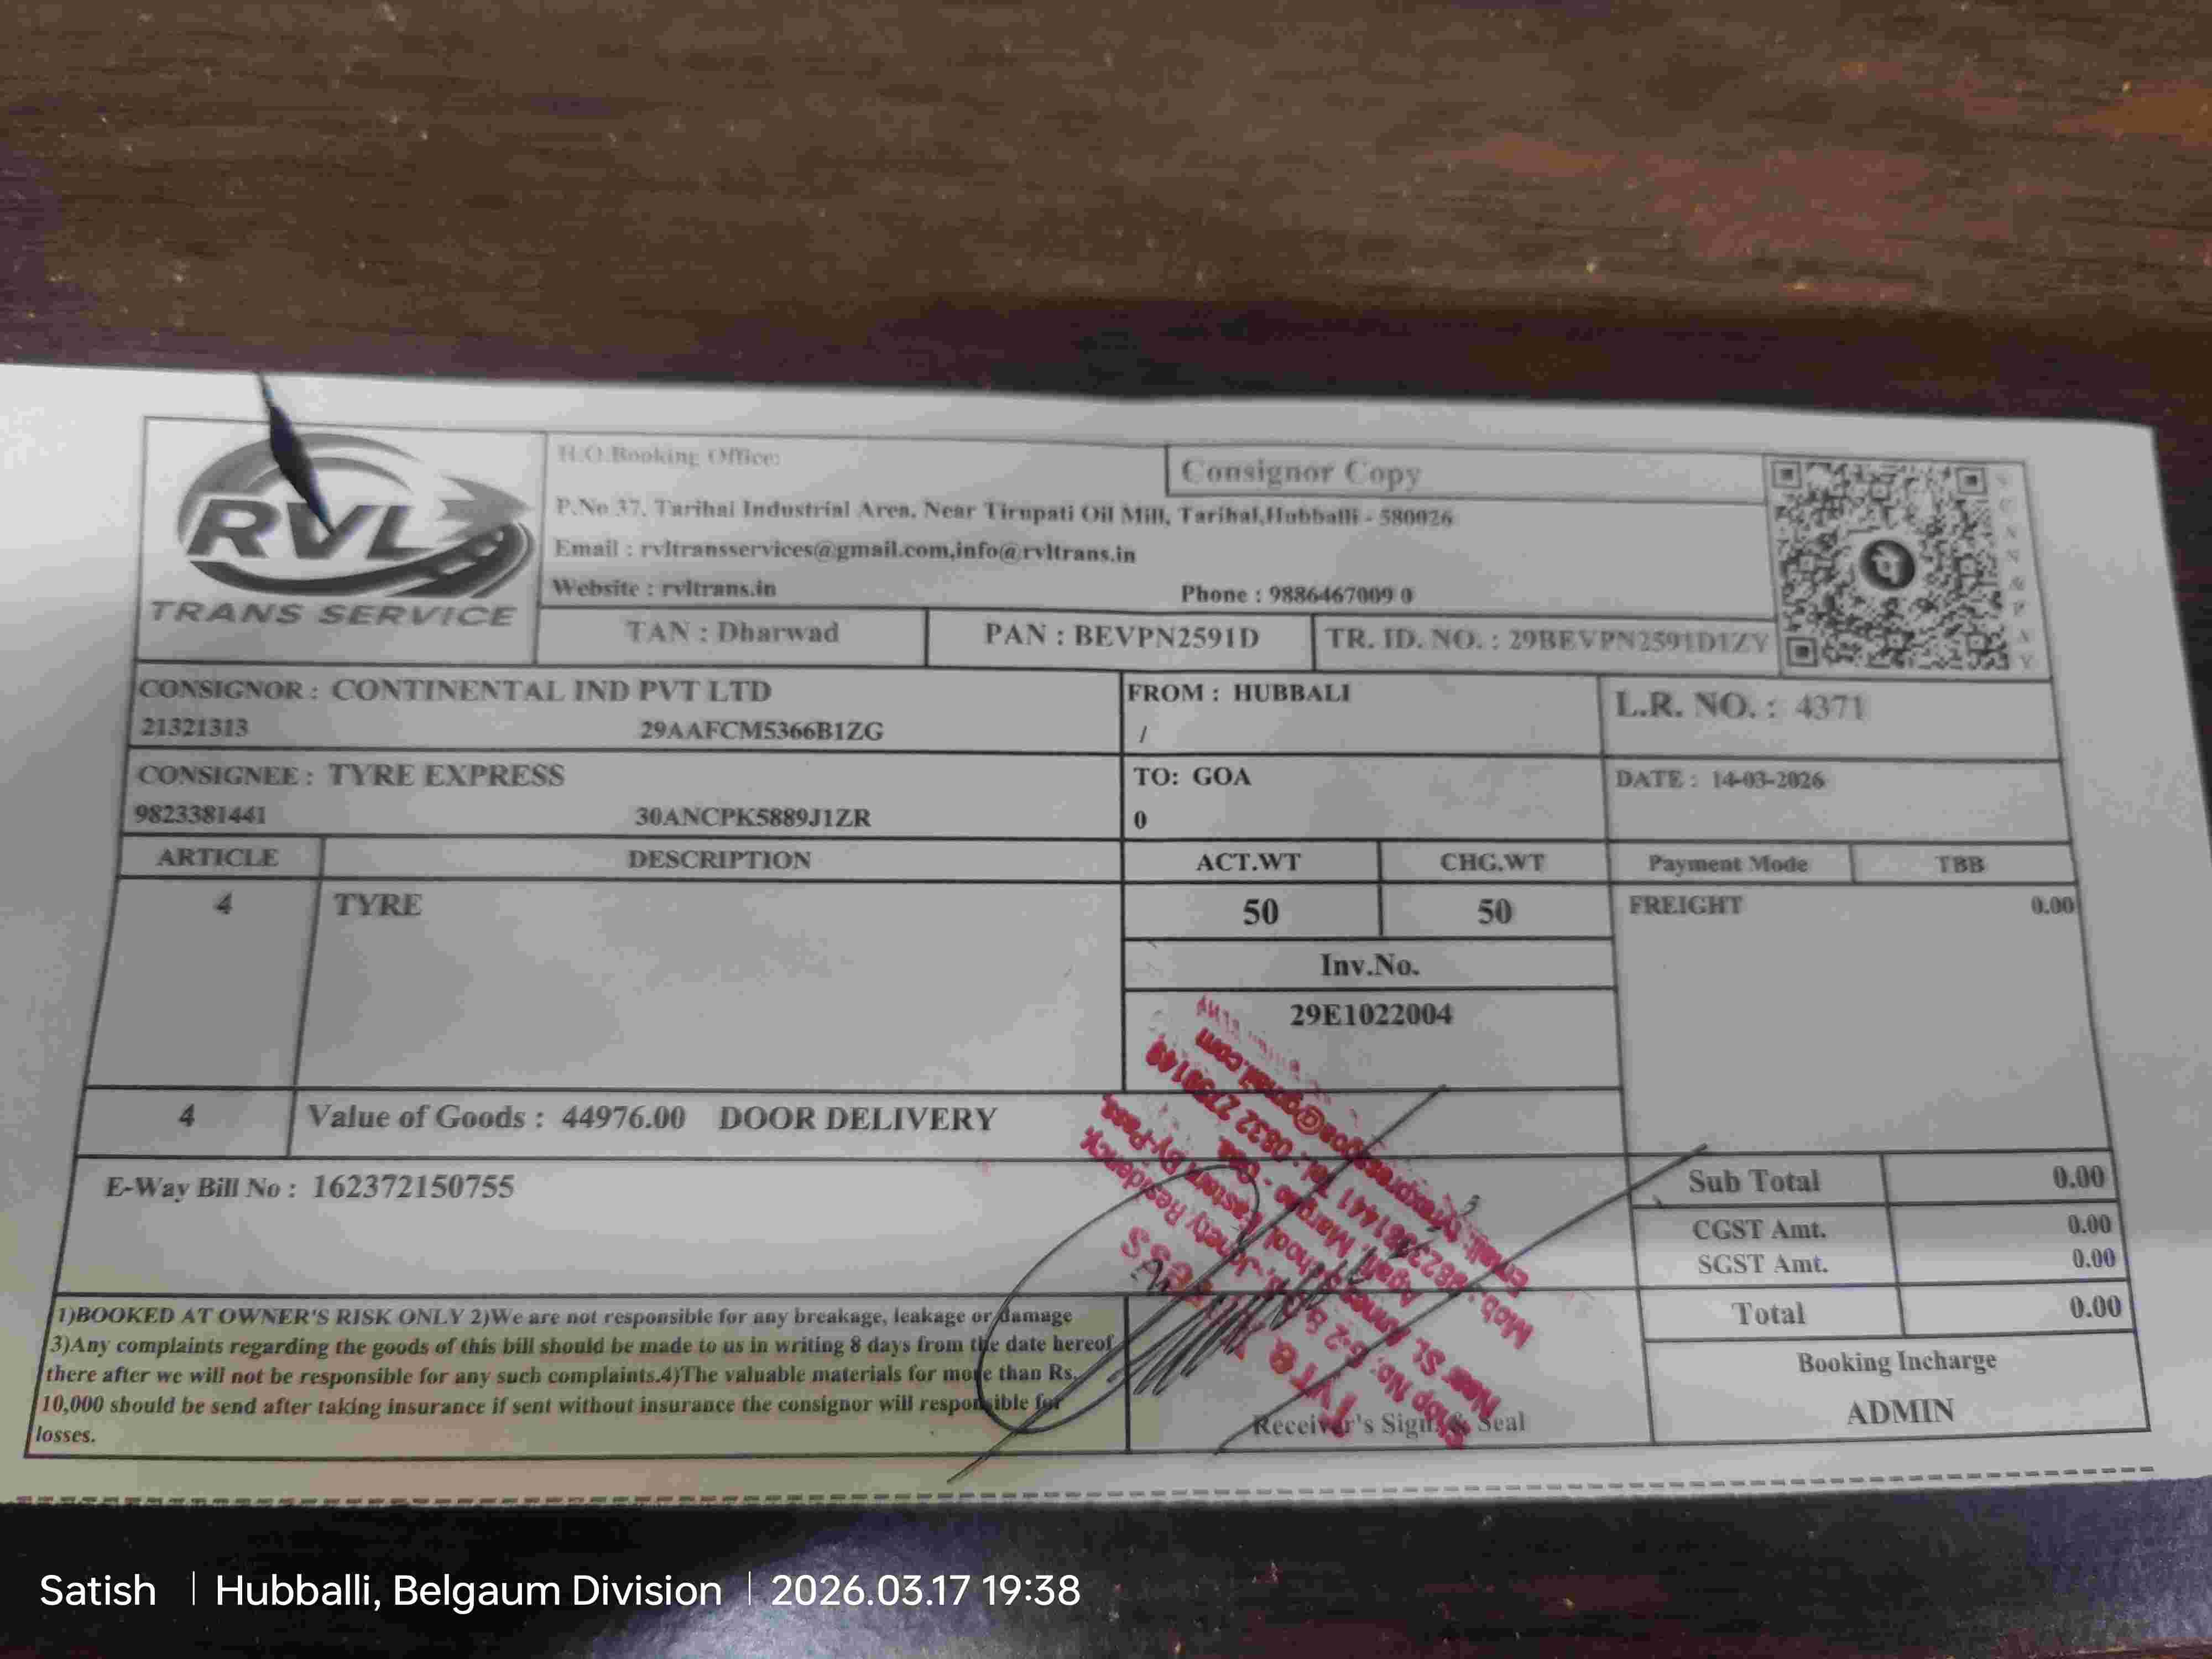 RVL
TRANS SERVICE
H.O.Booking Office:
Consignor Copy
P.No 37, Tarihal Industrial Area, Near Tirupati Oil Mill, Tarihal,Hubballi - 580026
Email : rvltransservices@gmail.com,info@rvltrans.in
Website : rvltrans.in
Phone : 9886467009 0
TAN : Dharwad
PAN : BEVPN2591D
TR. ID. NO. : 29BEVPN2591D1ZY
CONSIGNOR : CONTINENTAL IND PVT LTD
21321313 29AAFCM5366B1ZG
FROM : HUBBALI
/
L.R. NO. : 4371
CONSIGNEE : TYRE EXPRESS
9823381441 30ANCPK5889J1ZR
TO: GOA
0
DATE : 14-03-2026
ARTICLE DESCRIPTION ACT.WT CHG.WT Payment Mode TBB
4 TYRE 50 50 FREIGHT 0.00
Inv.No.
29E1022004
4 Value of Goods : 44976.00 DOOR DELIVERY
E-Way Bill No : 162372150755
Sub Total 0.00
CGST Amt. 0.00
SGST Amt. 0.00
Total 0.00
1)BOOKED AT OWNER'S RISK ONLY 2)We are not responsible for any breakage, leakage or damage
3)Any complaints regarding the goods of this bill should be made to us in writing 8 days from the date hereof
there after we will not be responsible for any such complaints.4)The valuable materials for more than Rs.
10,000 should be send after taking insurance if sent without insurance the consignor will responsible for
losses.
Receiver's Sign. & Seal
Booking Incharge
ADMIN
Near St.
School Eastern By-Pass,
Tel.: 0832
Satish | Hubballi, Belgaum Division | 2026.03.17 19:38